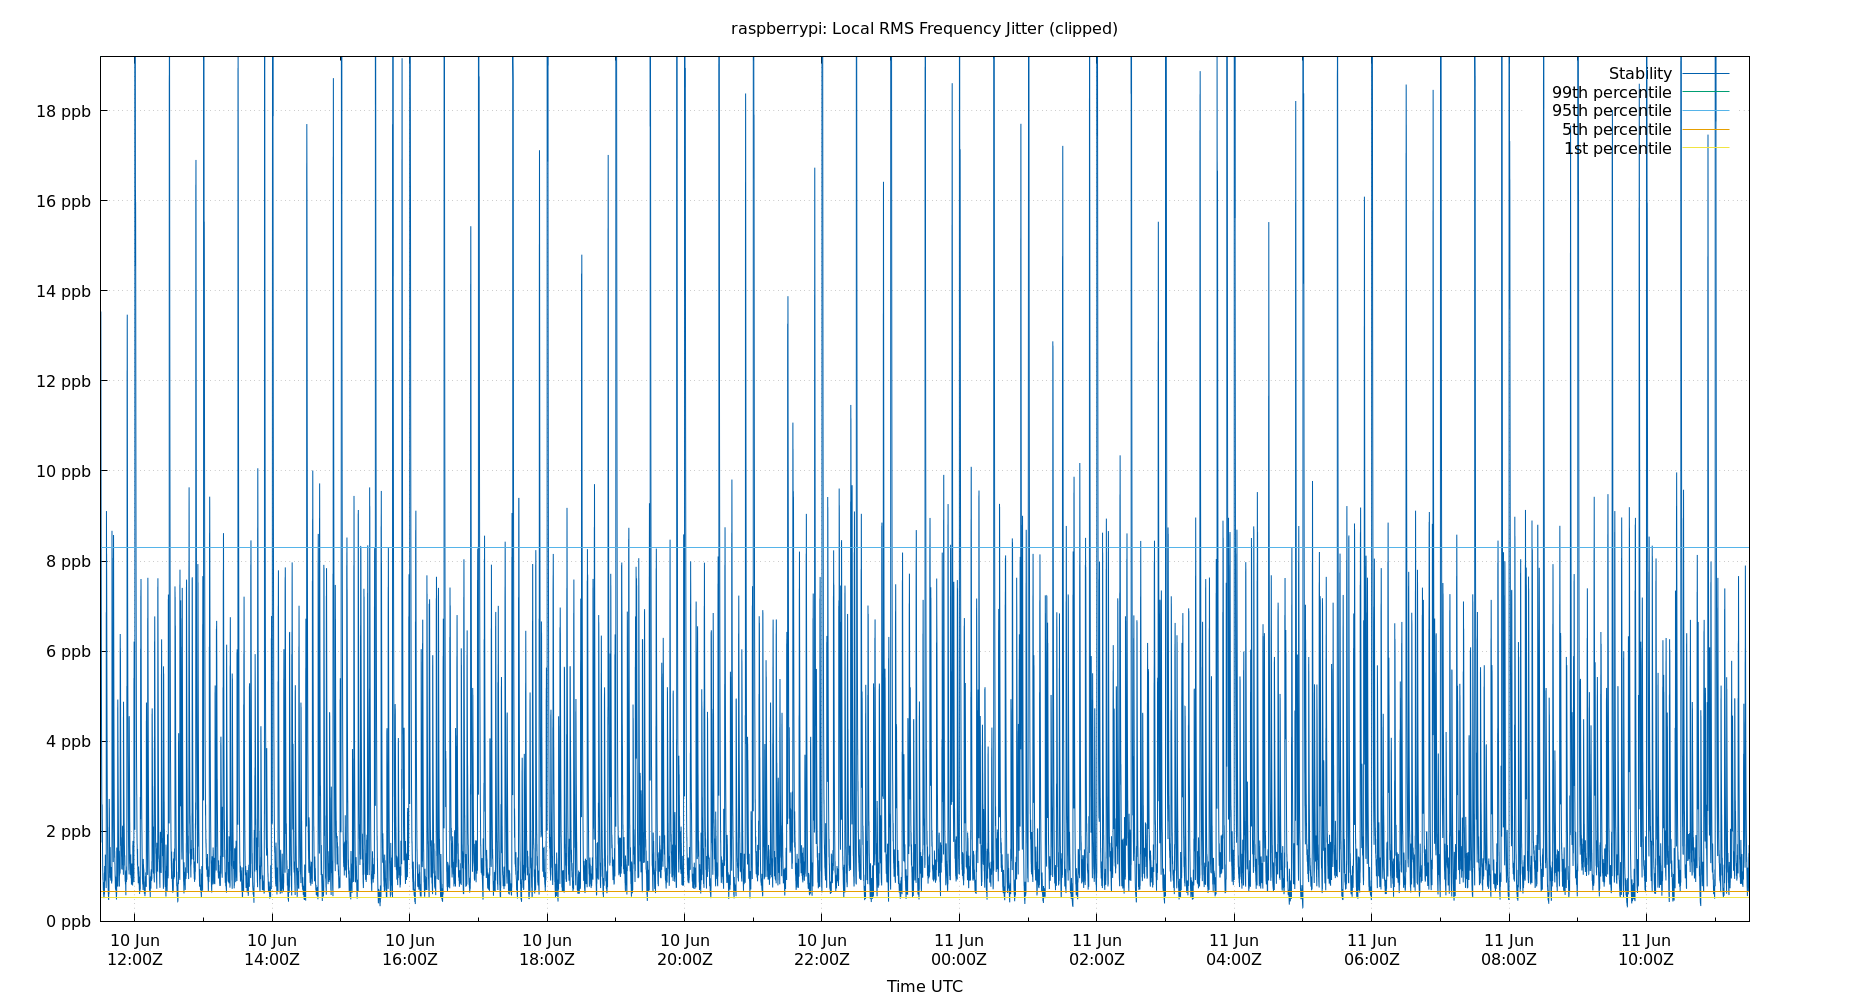 raspberrypi: Local RMS Frequency Jitter (clipped)
Stability
99th percentile
95th percentile
5th percentile
1st percentile
18 ppb
16 ppb
14 ppb
12 ppb
10 ppb
8 ppb
6 ppb
4 ppb
2 ppb
0 ppb
10 Jun 10 Jun 10 Jun 10 Jun 10 Jun 10 Jun 11 Jun 11 Jun 11 Jun 11 Jun 11 Jun 11 Jun
12:00Z 14:00Z 16:00Z 18:00Z 20:00Z 22:00Z 00:00Z 02:00Z 04:00Z 06:00Z 08:00Z 10:00Z
Time UTC